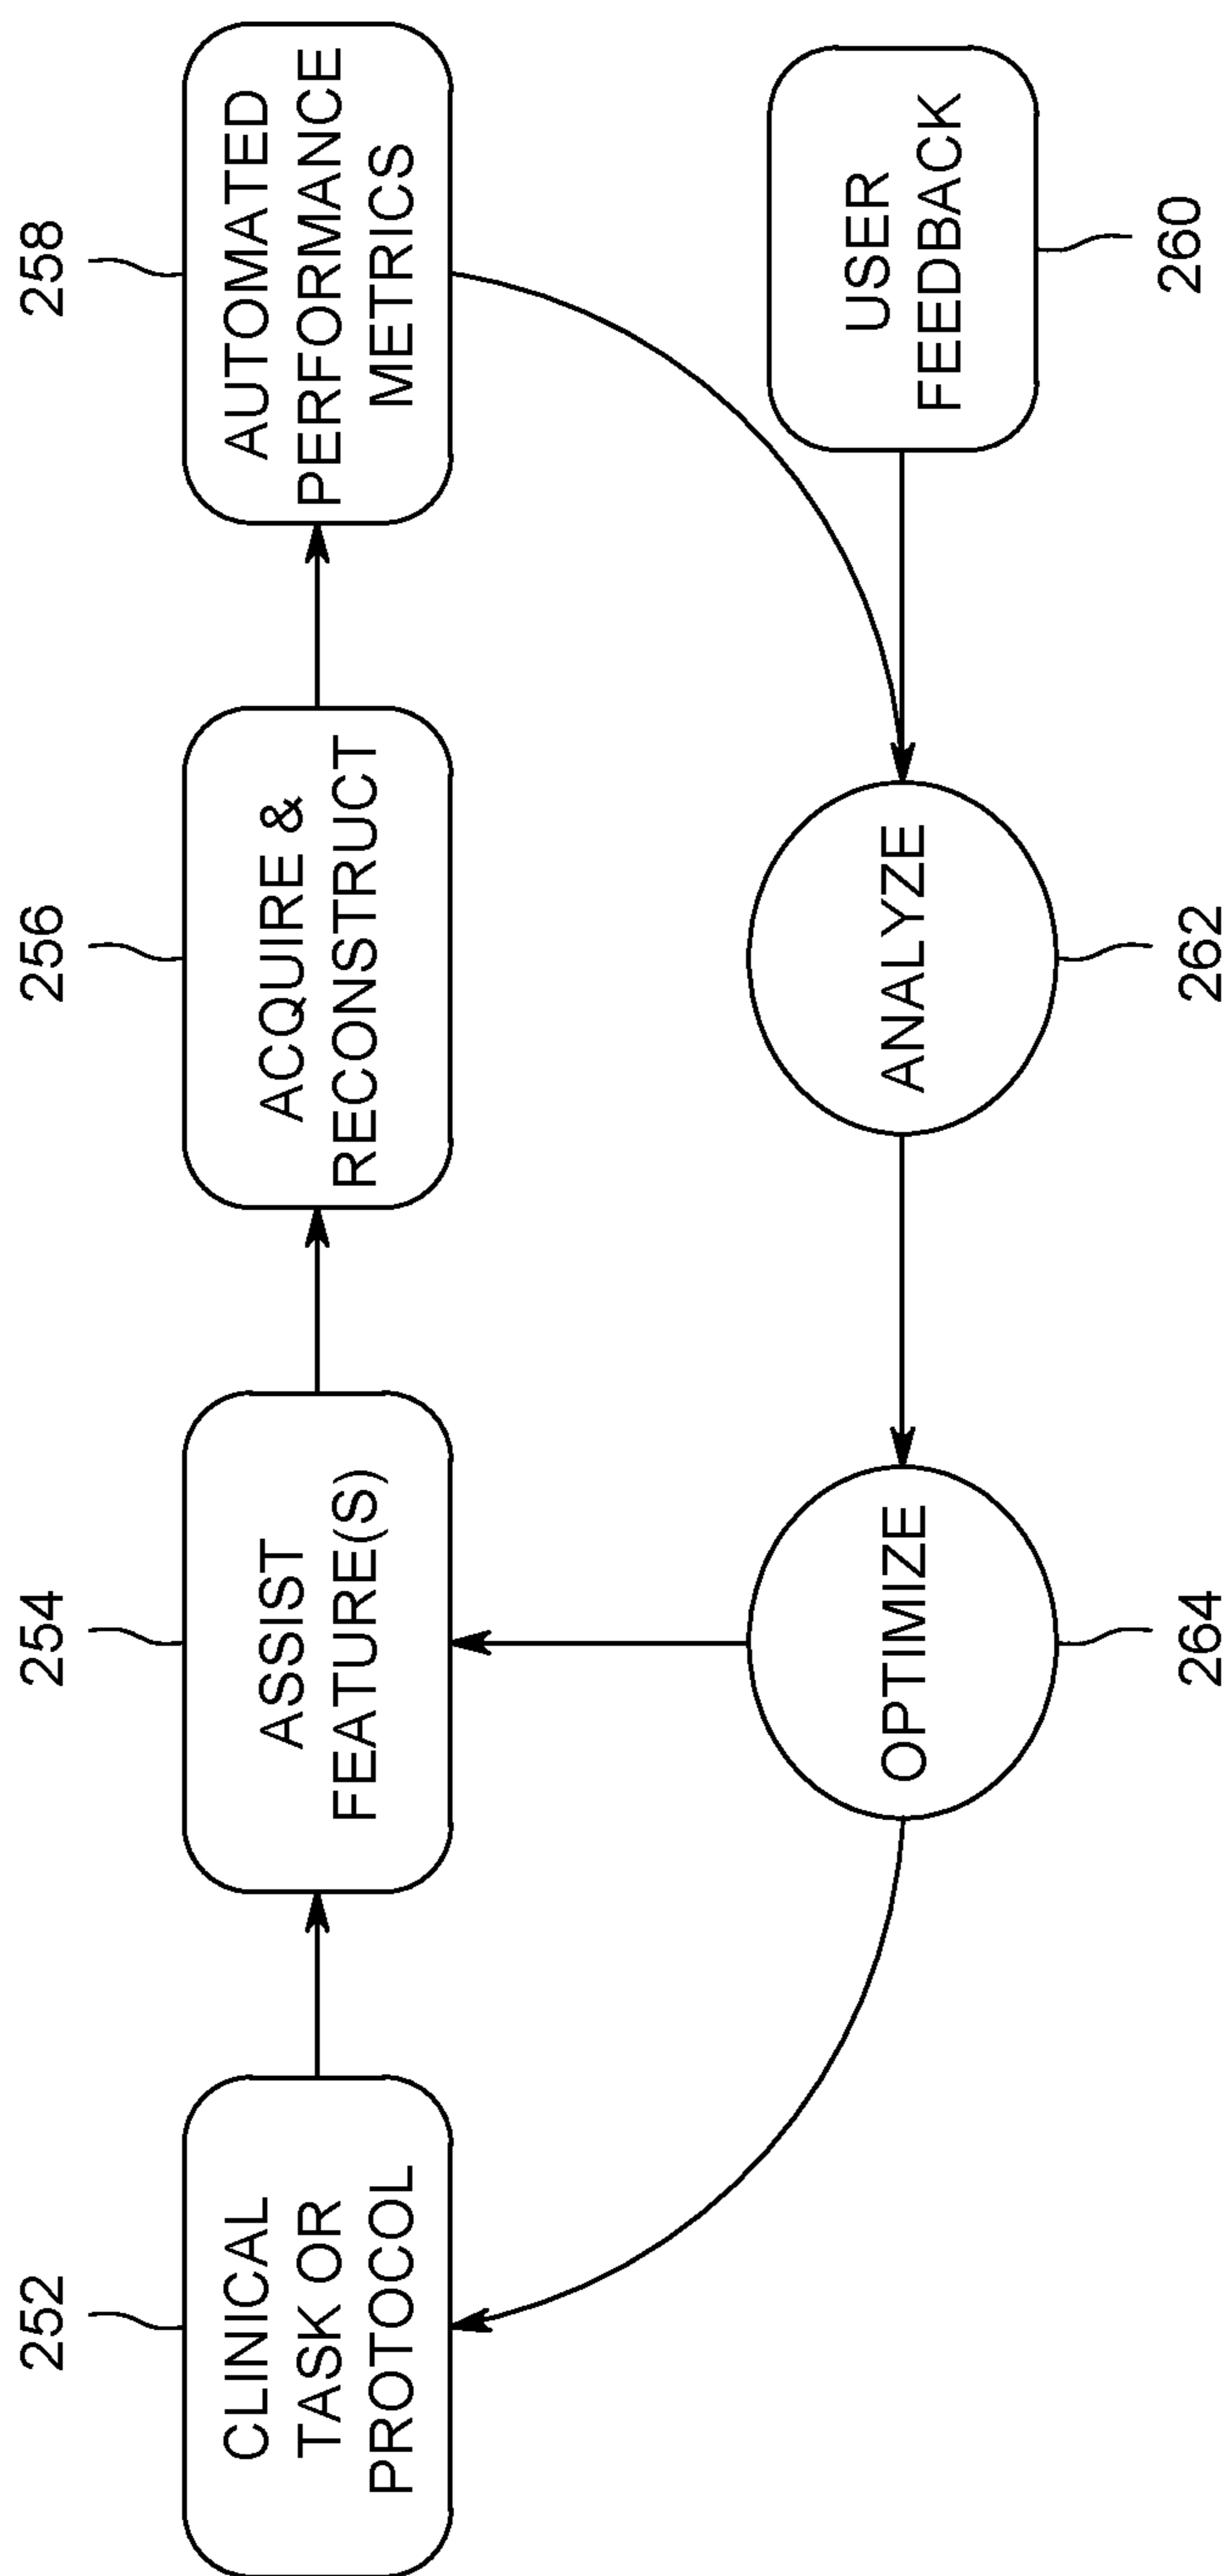 252
254
256
258
CLINICAL
TASK OR
PROTOCOL
ASSIST
FEATURE(S)
ACQUIRE &
RECONSTRUCT
AUTOMATED
PERFORMANCE
METRICS
OPTIMIZE
ANALYZE
USER
FEEDBACK
264
262
260